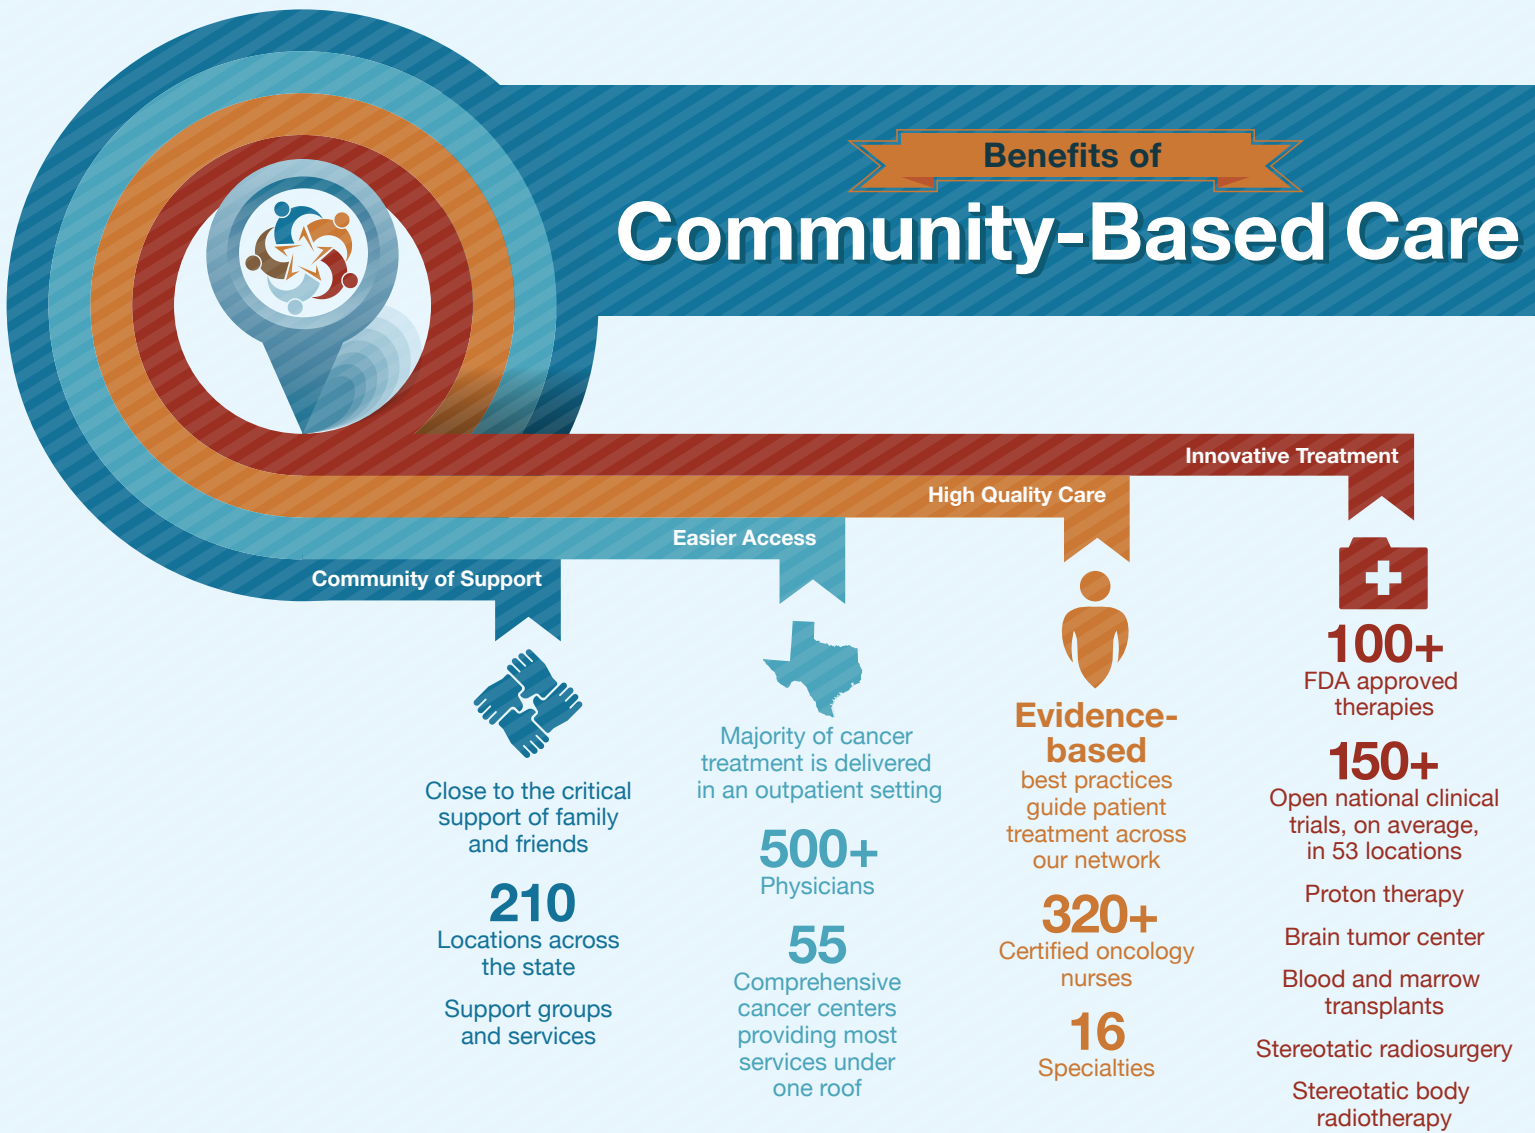 Benefits of
Community-Based Care
Innovative Treatment
High Quality Care
Easier Access
Community of Support
Close to the critical
support of family
and friends
210
Locations across
the state
Support groups
and services
Majority of cancer
treatment is delivered
in an outpatient setting
500+
Physicians
55
Comprehensive
cancer centers
providing most
services under
one roof
Evidence-
based
best practices
guide patient
treatment across
our network
320+
Certified oncology
nurses
16
Specialties
100+
FDA approved
therapies
150+
Open national clinical
trials, on average,
in 53 locations
Proton therapy
Brain tumor center
Blood and marrow
transplants
Stereotatic radiosurgery
Stereotatic body
radiotherapy